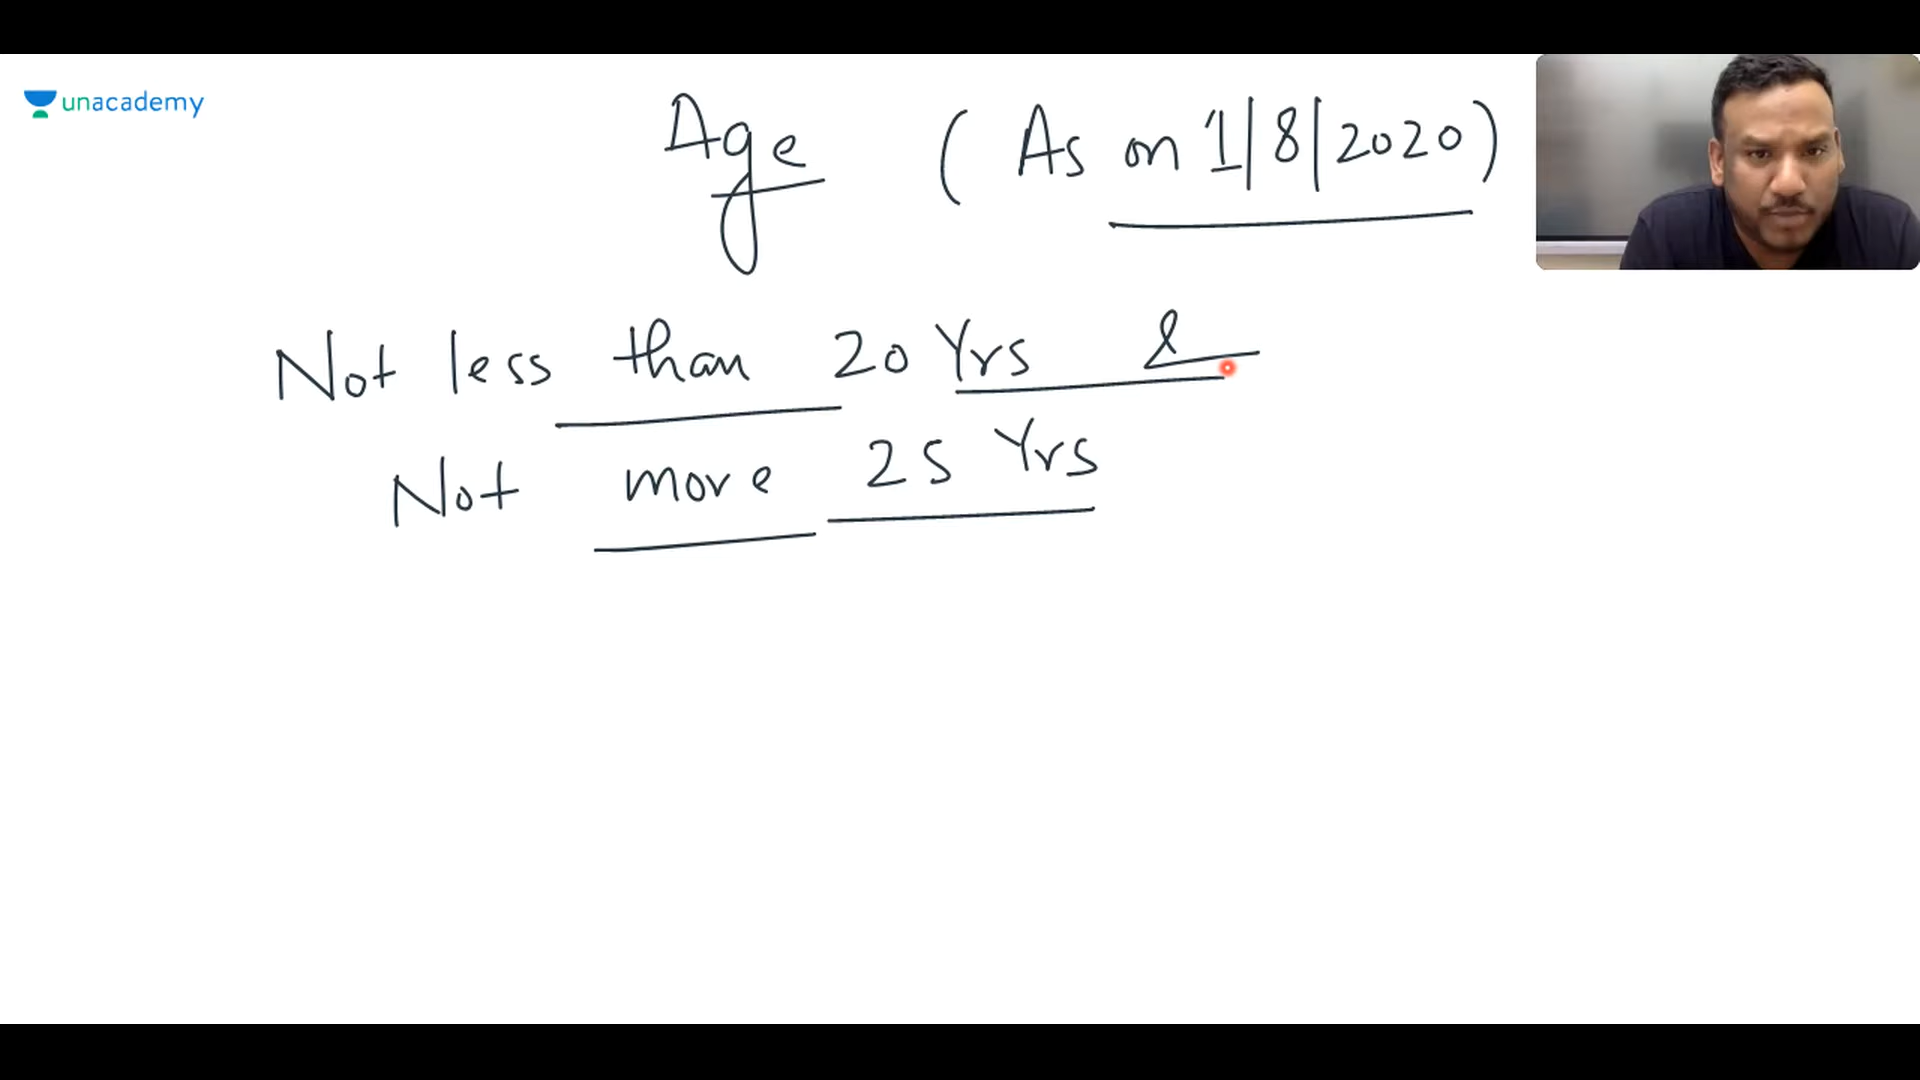 unacademy
Age (As on 1/8/2020)
Not less than 20 Yrs &
Not more 25 Yrs